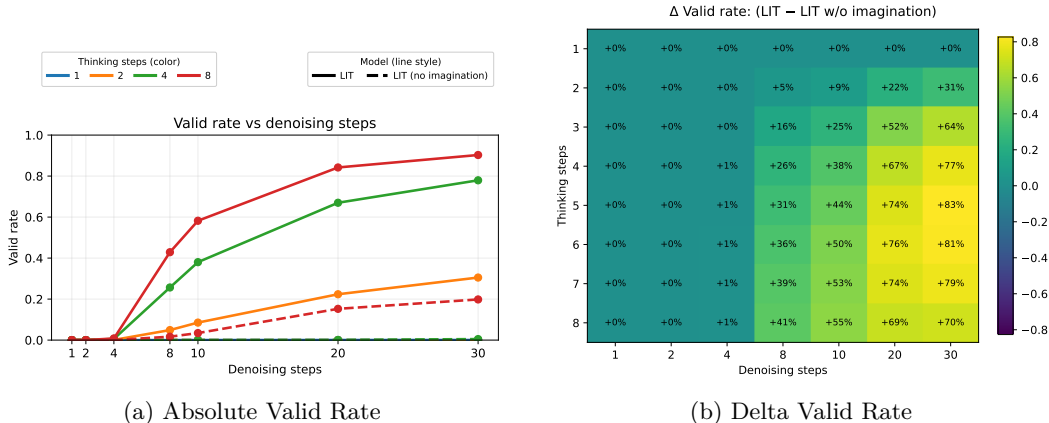 Thinking steps (color)
1 2 4 8
Model (line style)
LIT LIT (no imagination)
Valid rate vs denoising steps
1.0
0.8
0.6
0.4
0.2
0.0
Valid rate
1 2 4 8 10 20 30
Denoising steps
(a) Absolute Valid Rate
Δ Valid rate: (LIT − LIT w/o imagination)
Thinking steps
1 +0% +0% +0% +0% +0% +0% +0%
2 +0% +0% +0% +5% +9% +22% +31%
3 +0% +0% +0% +16% +25% +52% +64%
4 +0% +0% +1% +26% +38% +67% +77%
5 +0% +0% +1% +31% +44% +74% +83%
6 +0% +0% +1% +36% +50% +76% +81%
7 +0% +0% +1% +39% +53% +74% +79%
8 +0% +0% +1% +41% +55% +69% +70%
1 2 4 8 10 20 30
Denoising steps
0.8
0.6
0.4
0.2
0.0
−0.2
−0.4
−0.6
−0.8
(b) Delta Valid Rate